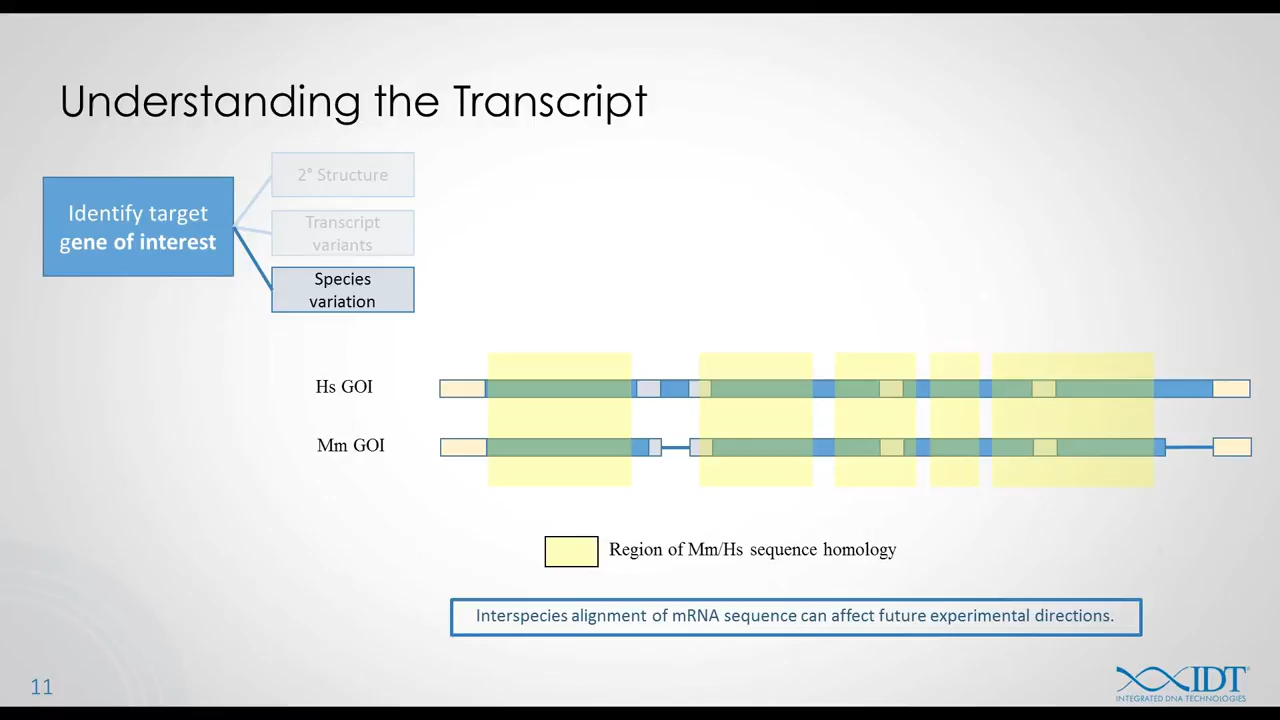 Understanding the Transcript
Identify target
gene of interest
2° Structure
Transcript
variants
Species
variation
Hs GOI
Mm GOI
Region of Mm/Hs sequence homology
Interspecies alignment of mRNA sequence can affect future experimental directions.
11
IDT
INTEGRATED DNA TECHNOLOGIES